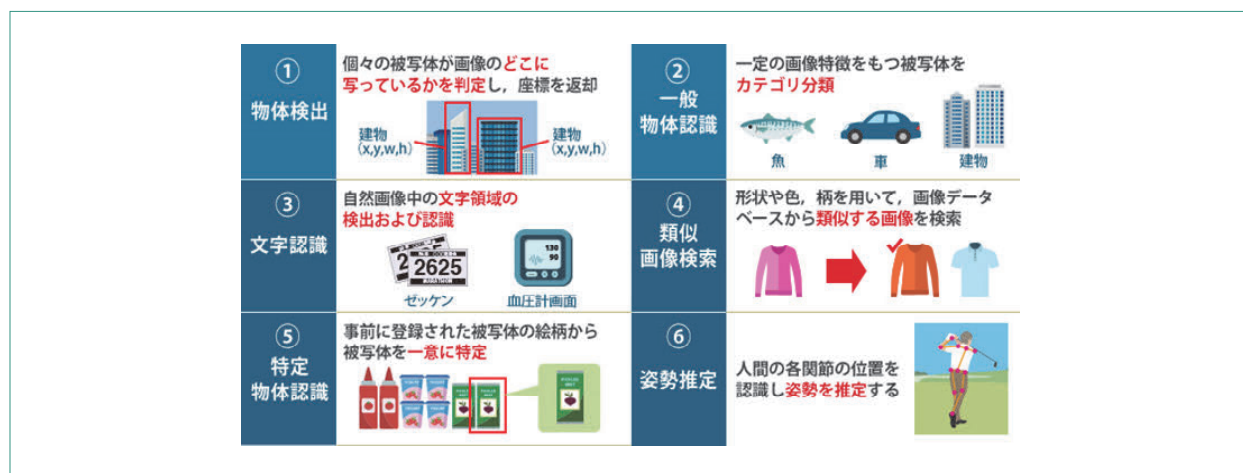 ①
物体検出
個々の被写体が画像のどこに
写っているかを判定し，座標を返却
建物
(x,y,w,h)
建物
(x,y,w,h)
②
一般
物体認識
一定の画像特徴をもつ被写体を
カテゴリ分類
魚
車
建物
③
文字認識
自然画像中の文字領域の
検出および認識
2625
ゼッケン
130
90
血圧計画面
④
類似
画像検索
形状や色，柄を用いて，画像データ
ベースから類似する画像を検索
⑤
特定
物体認識
事前に登録された被写体の絵柄から
被写体を一意に特定
⑥
姿勢推定
人間の各関節の位置を
認識し姿勢を推定する